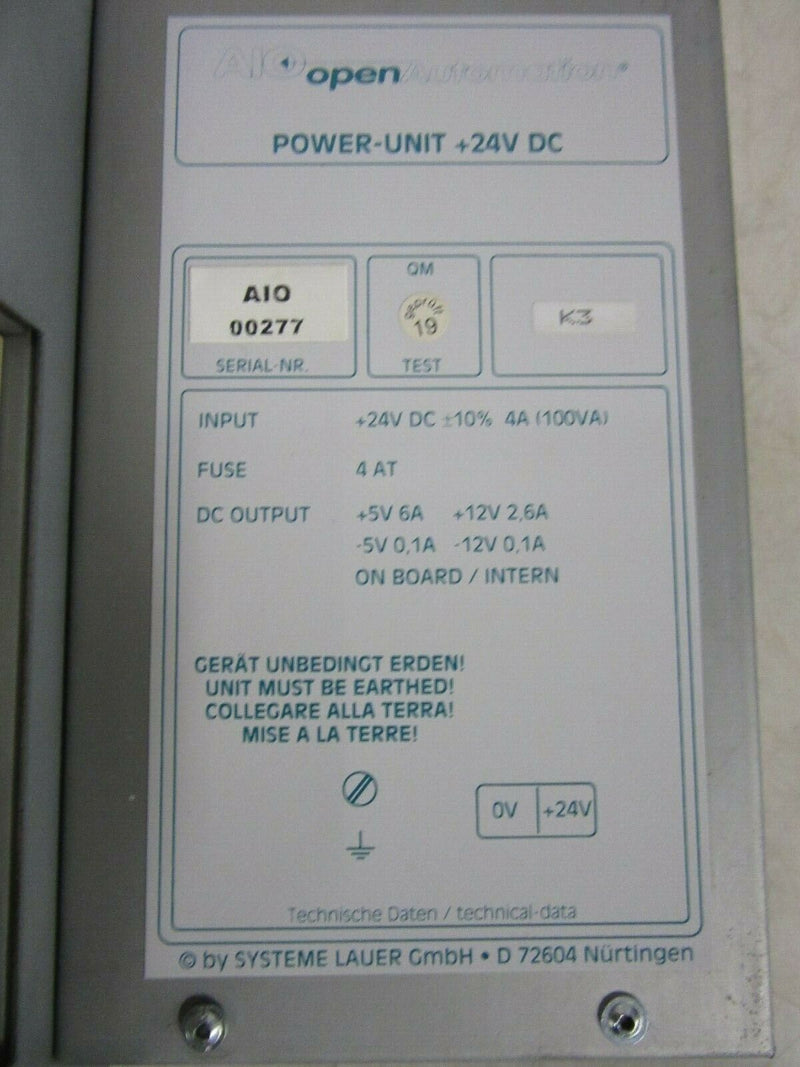 AIO openAutomation®
POWER-UNIT +24V DC
AIO
00277
SERIAL-NR.
QM
geprüft
19
TEST
K3
INPUT +24V DC ±10% 4A (100VA)
FUSE 4 AT
DC OUTPUT +5V 6A +12V 2,6A
-5V 0,1A -12V 0,1A
ON BOARD / INTERN
GERÄT UNBEDINGT ERDEN!
UNIT MUST BE EARTHED!
COLLEGARE ALLA TERRA!
MISE A LA TERRE!
0V +24V
Technische Daten / technical-data
© by SYSTEME LAUER GmbH • D 72604 Nürtingen